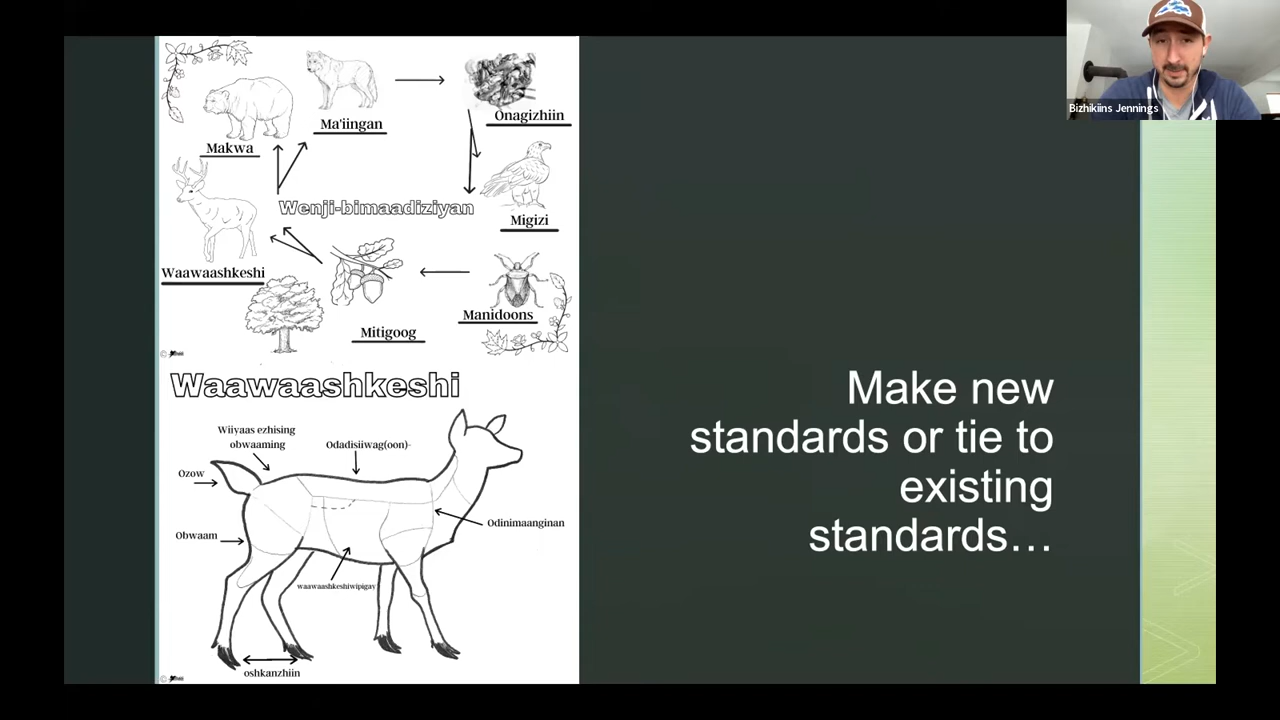 Bizhikiins Jennings
Ma'iingan
Onagizhiin
Makwa
Wenji-bimaadiziyan
Migizi
Waawaashkeshi
Manidoons
Mitigoog
Waawaashkeshi
Wiiyaas ezhising
obwaaming
Odadisiiwag(oon)-
Ozow
Odinimaanginan
Obwaam
waawaashkeshiwipigay
oshkanzhiin
Make new
standards or tie to
existing
standards…